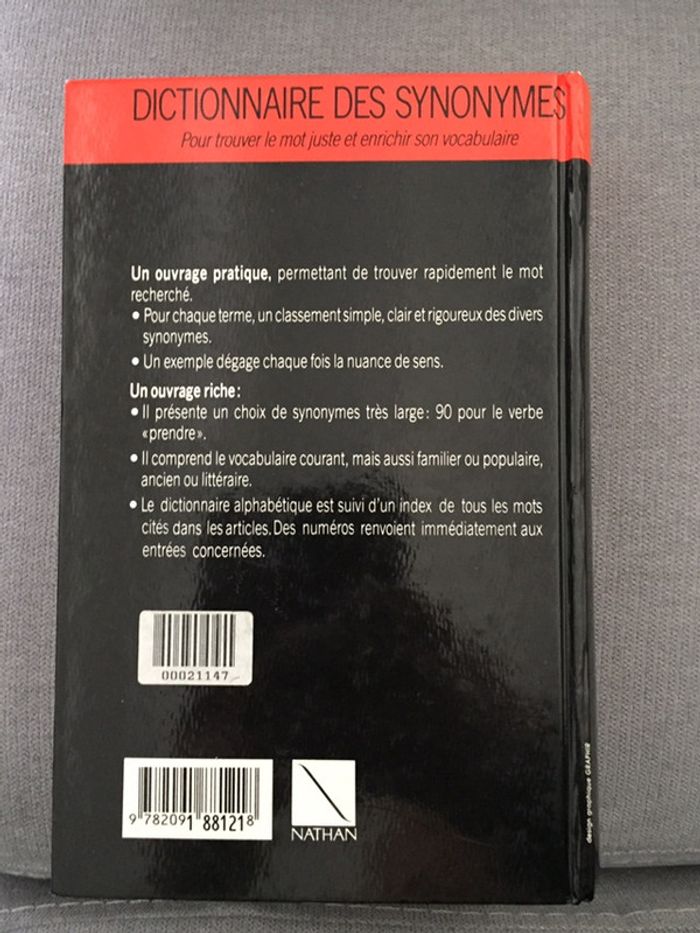 DICTIONNAIRE DES SYNONYMES
Pour trouver le mot juste et enrichir son vocabulaire
Un ouvrage pratique, permettant de trouver rapidement le mot
recherché.
• Pour chaque terme, un classement simple, clair et rigoureux des divers
synonymes.
• Un exemple dégage chaque fois la nuance de sens.
Un ouvrage riche :
• Il présente un choix de synonymes très large : 90 pour le verbe
«prendre».
• Il comprend le vocabulaire courant, mais aussi familier ou populaire,
ancien ou littéraire.
• Le dictionnaire alphabétique est suivi d'un index de tous les mots
cités dans les articles. Des numéros renvoient immédiatement aux
entrées concernées.
00021147
9 782091 881218
NATHAN
design graphique GRAPHIR